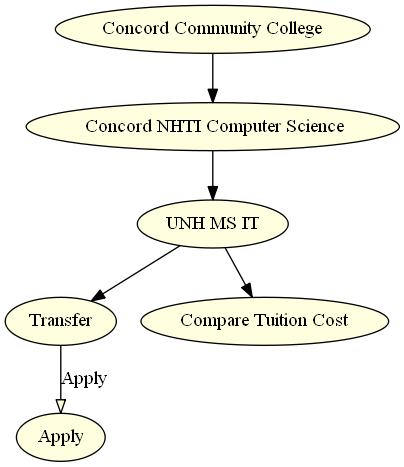 Concord Community College
Concord NHTI Computer Science
UNH MS IT
Transfer
Compare Tuition Cost
Apply
Apply